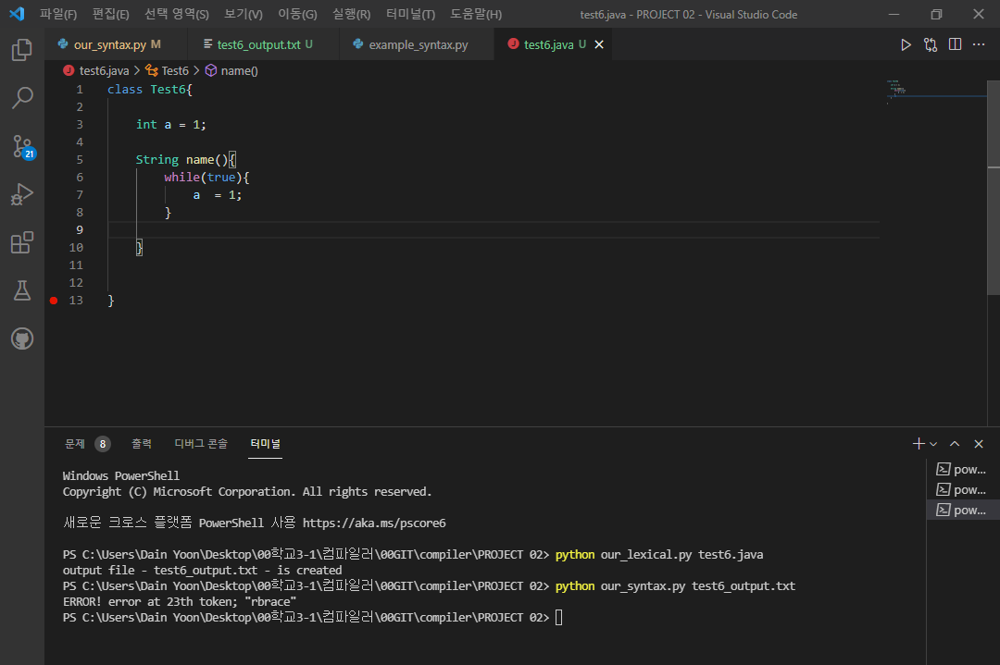 파일(F) 편집(E) 선택 영역(S) 보기(V) 이동(G) 실행(R) 터미널(T) 도움말(H) test6.java - PROJECT 02 - Visual Studio Code
our_syntax.py M test6_output.txt U example_syntax.py J test6.java U
J test6.java > Test6 > name()
1 class Test6{
2
3 int a = 1;
4
5 String name(){
6 while(true){
7 a  = 1;
8 }
9
10 }
11
12
13 }
21
문제 8 출력 디버그 콘솔 터미널
Windows PowerShell
Copyright (C) Microsoft Corporation. All rights reserved.
새로운 크로스 플랫폼 PowerShell 사용 https://aka.ms/pscore6
PS C:\Users\Dain Yoon\Desktop\00학교3-1\컴파일러\00GIT\compiler\PROJECT 02> python our_lexical.py test6.java
output file - test6_output.txt - is created
PS C:\Users\Dain Yoon\Desktop\00학교3-1\컴파일러\00GIT\compiler\PROJECT 02> python our_syntax.py test6_output.txt
ERROR! error at 23th token; "rbrace"
PS C:\Users\Dain Yoon\Desktop\00학교3-1\컴파일러\00GIT\compiler\PROJECT 02>
pow...
pow...
pow...